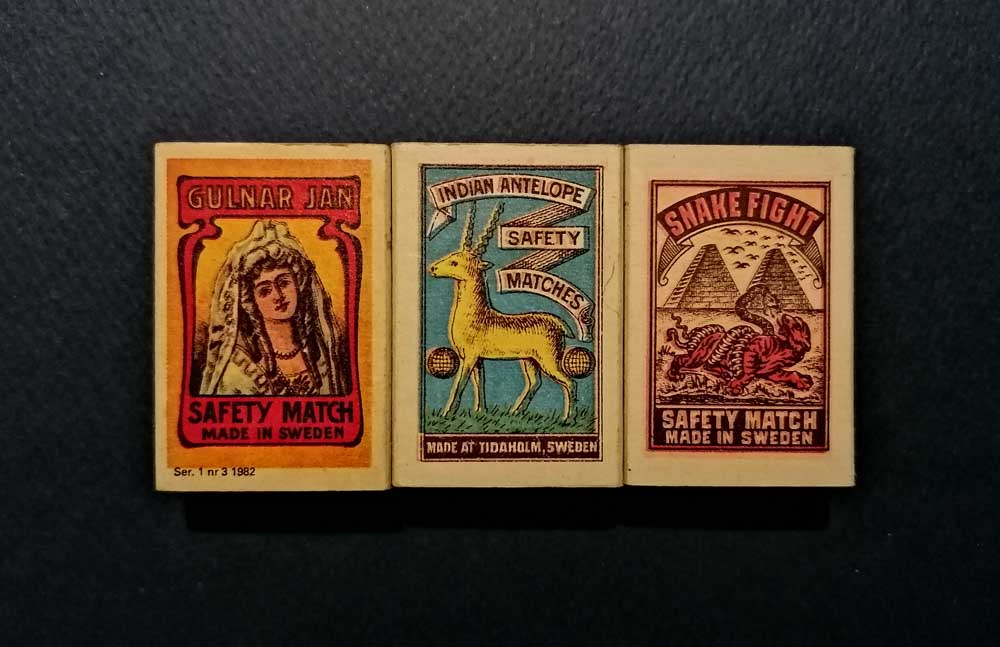 GULNAR JAN
SAFETY MATCH
MADE IN SWEDEN
Ser. 1 nr 3 1982
INDIAN ANTELOPE
SAFETY
MATCHES
MADE AT TIDAHOLM, SWEDEN
SNAKE FIGHT
SAFETY MATCH
MADE IN SWEDEN